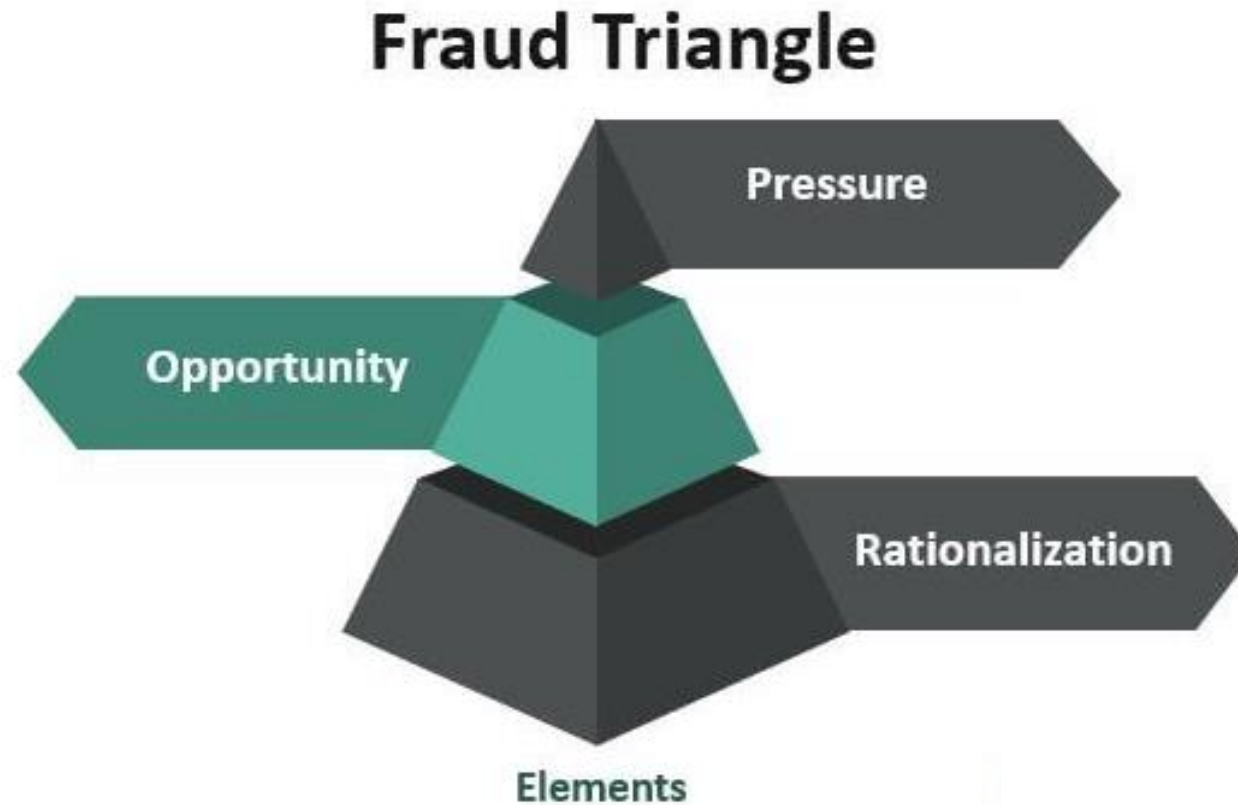 Fraud Triangle
Pressure
Opportunity
Rationalization
Elements